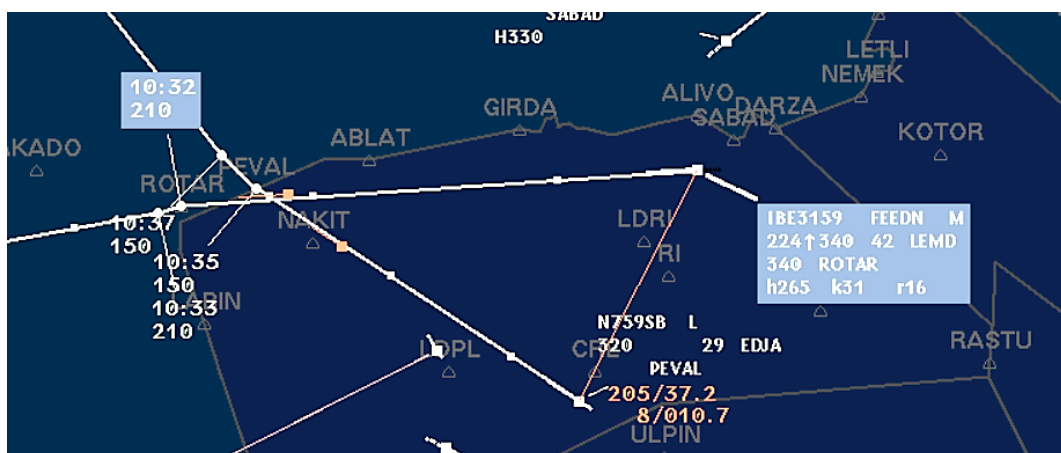 SABAD
H330
LETLI
NEMEK
10:32
210
GIRDA
ALIVO
DARZA
SABAD
ABLAT
KOTOR
AKADO
PEVAL
ROTAR
10:37
150
NAKIT
LDRI
IBE3159 FEEDN M
224↑340 42 LEMD
340 ROTAR
h265 k31 r16
RI
10:35
150
10:33
210
N759SB L
320 29 EDJA
LDPL
RASTU
PEVAL
205/37.2
8/010.7
ULPIN